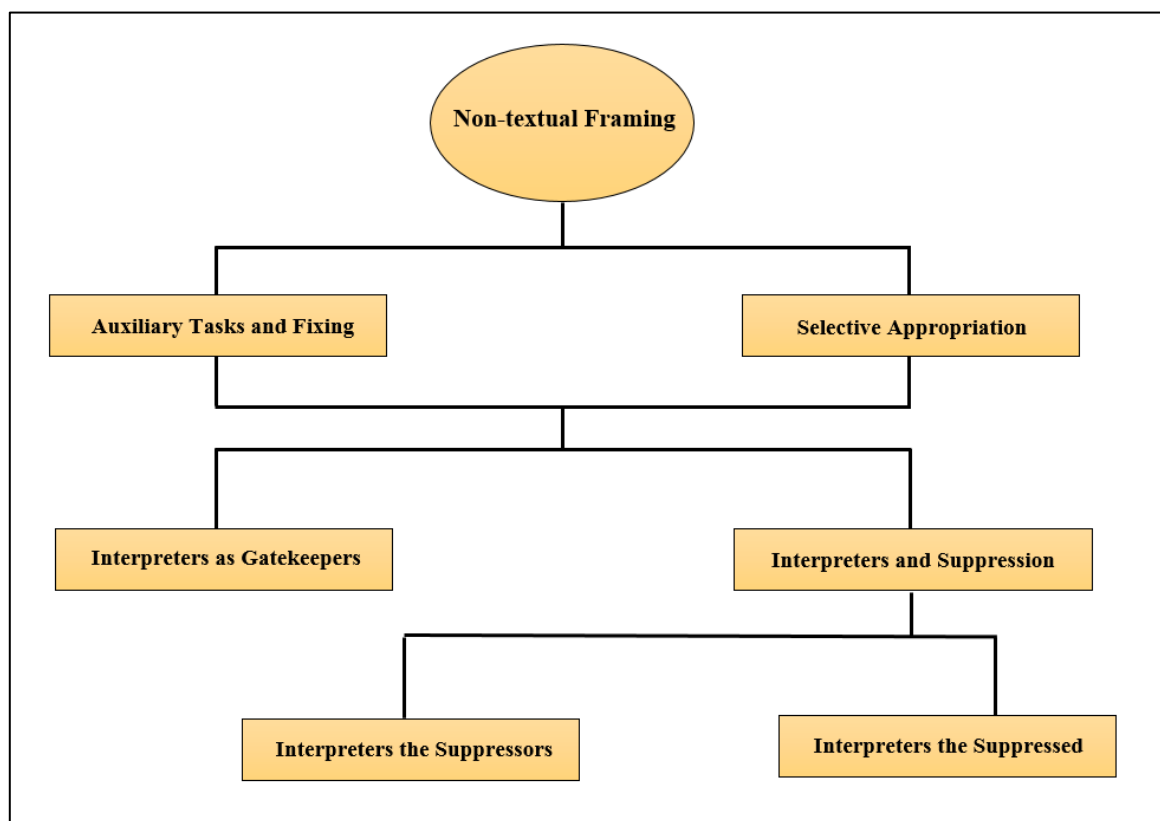 Non-textual Framing
Auxiliary Tasks and Fixing
Selective Appropriation
Interpreters as Gatekeepers
Interpreters and Suppression
Interpreters the Suppressors
Interpreters the Suppressed